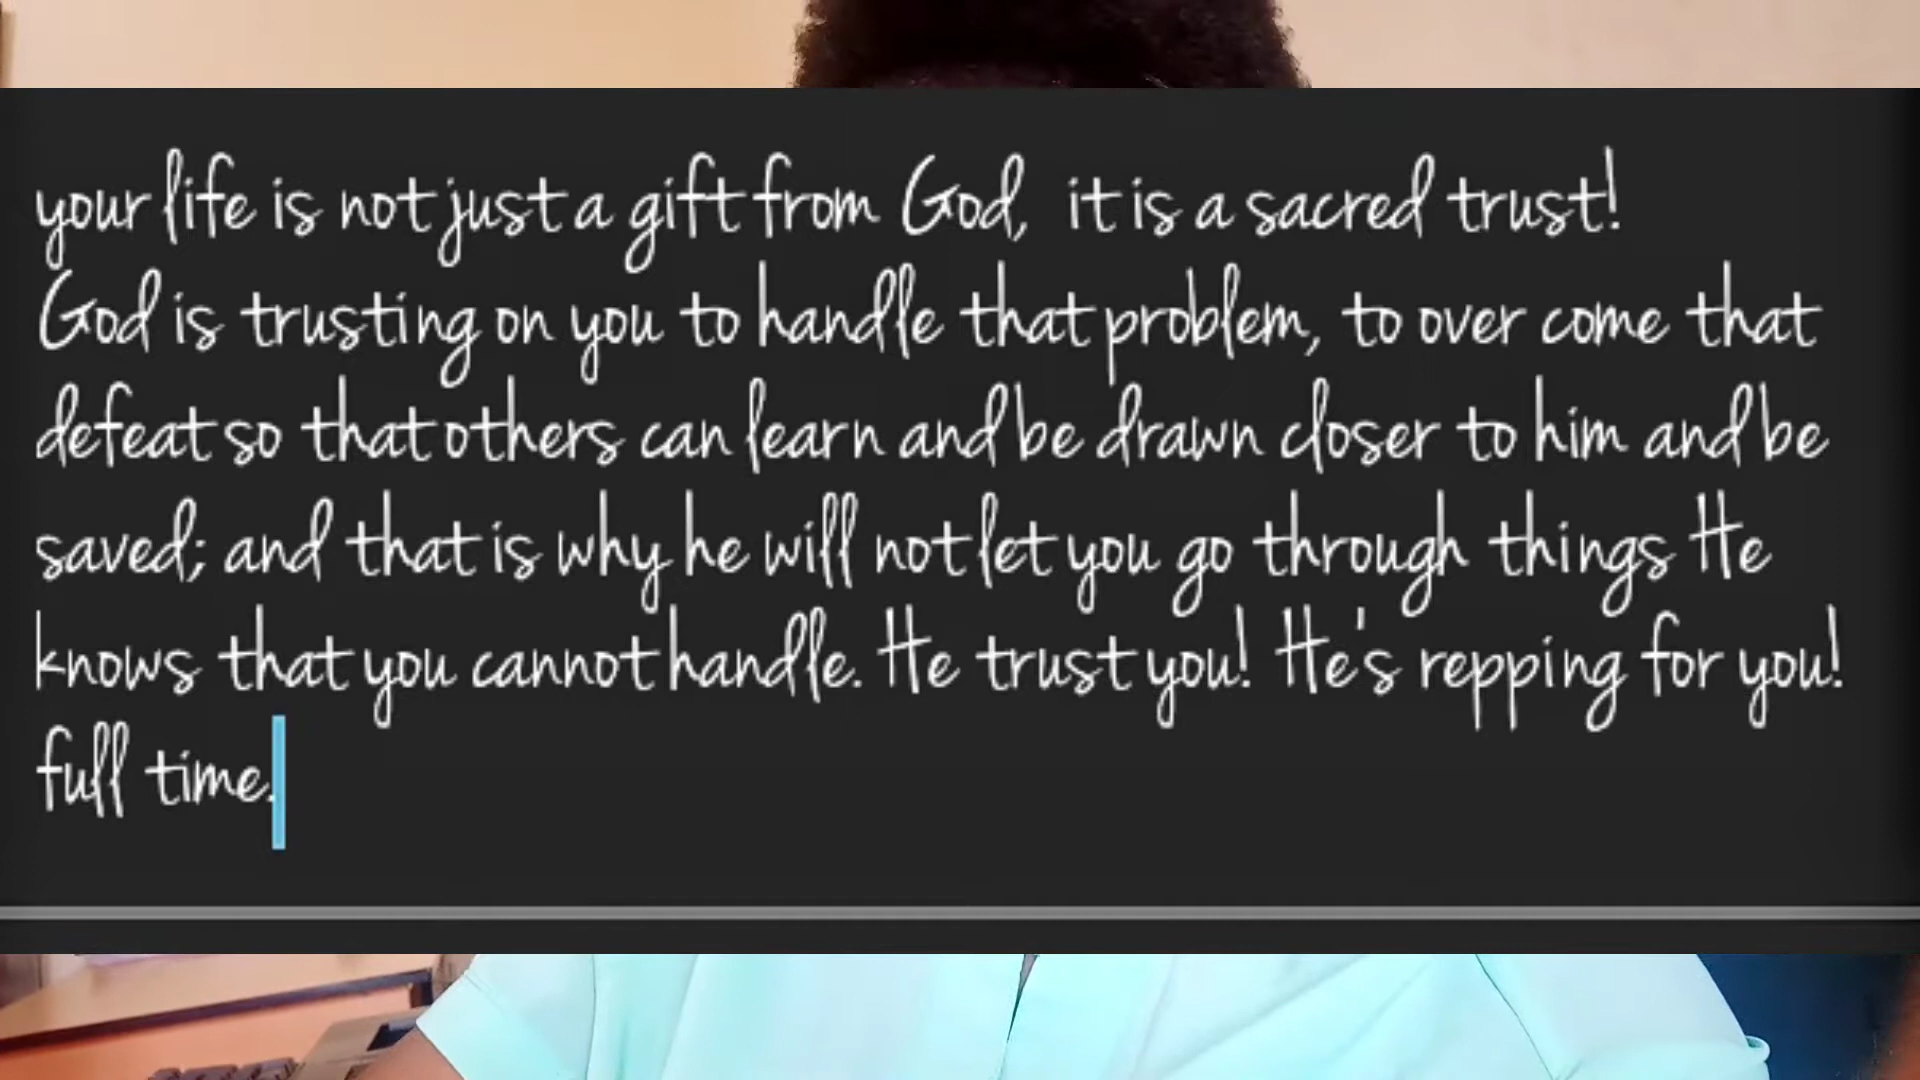 your life is not just a gift from God, it is a sacred trust!
God is trusting on you to handle that problem, to over come that
defeat so that others can learn and be drawn closer to him and be
saved; and that is why he will not let you go through things He
knows that you cannot handle. He trust you! He's repping for you!
full time.